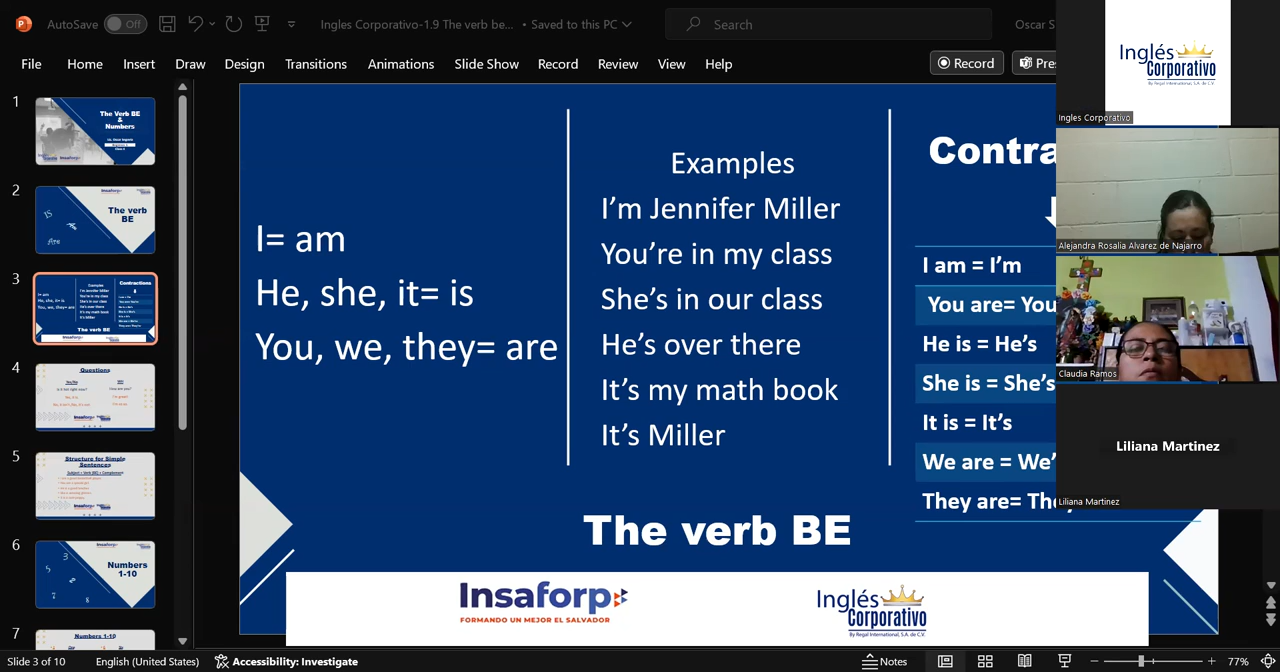 AutoSave Off
Ingles Corporativo-1.9 The verb be... • Saved to this PC
Search
Oscar S
File Home Insert Draw Design Transitions Animations Slide Show Record Review View Help
Record
Pres
1
The Verb BE
&
Numbers
2
The verb
BE
3
4
Questions
5
Structure for Simple
Sentences
6
Numbers
1-10
7
Numbers 1-10
I= am
He, she, it= is
You, we, they= are
Examples
I'm Jennifer Miller
You're in my class
She's in our class
He's over there
It's my math book
It's Miller
Contra
I am = I'm
You are= You
He is = He's
She is = She's
It is = It's
We are = We'
They are= They
The verb BE
Insaforp
FORMANDO UN MEJOR EL SALVADOR
Inglés
Corporativo
By Regal International, S.A. de C.V.
Inglés
Corporativo
By Regal International, S.A. de C.V.
Ingles Corporativo
Alejandra Rosalia Alvarez de Najarro
Claudia Ramos
Liliana Martinez
Liliana Martinez
Slide 3 of 10 English (United States) Accessibility: Investigate
Notes
77%